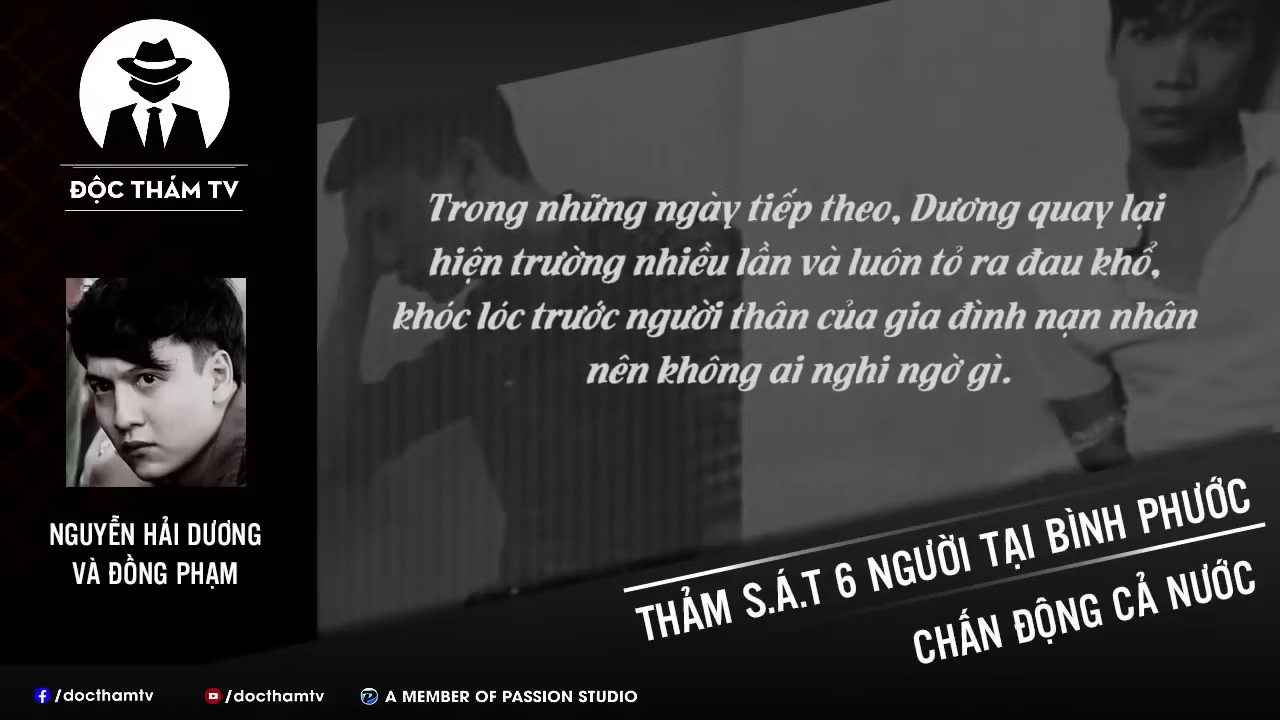 ĐỘC THÁM TV
NGUYỄN HẢI DƯƠNG
VÀ ĐỒNG PHẠM
Trong những ngày tiếp theo, Dương quay lại
hiện trường nhiều lần và luôn tỏ ra đau khổ,
khóc lóc trước người thân của gia đình nạn nhân
nên không ai nghi ngờ gì.
THẢM S.Á.T 6 NGƯỜI TẠI BÌNH PHƯỚC
CHẤN ĐỘNG CẢ NƯỚC
/docthamtv
/docthamtv
A MEMBER OF PASSION STUDIO